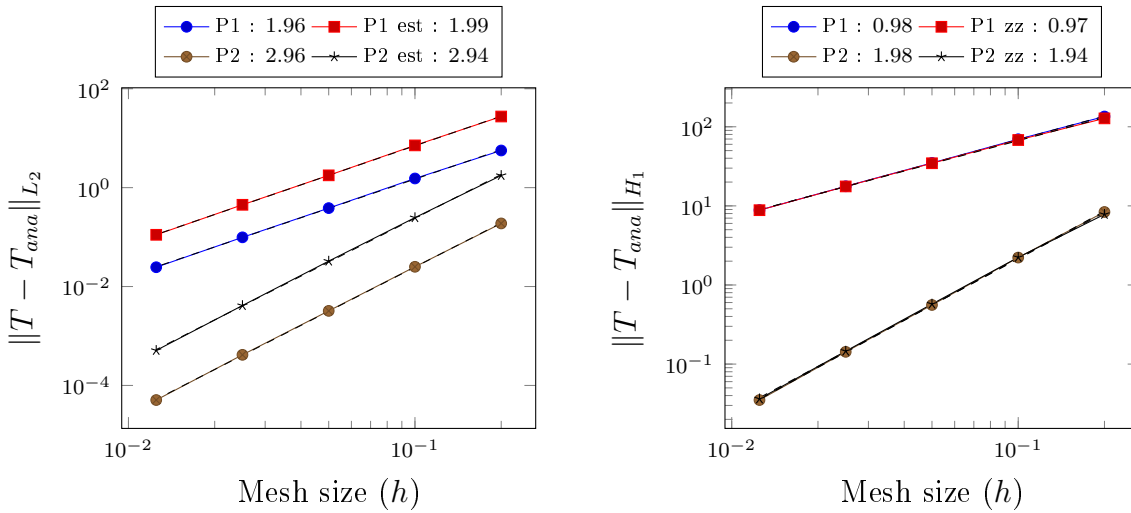 P1 : 1.96 P1 est : 1.99
P2 : 2.96 P2 est : 2.94
10^2
10^0
10^−2
10^−4
||T − T_ana||_L_2
10^−2 10^−1
Mesh size (h)
P1 : 0.98 P1 zz : 0.97
P2 : 1.98 P2 zz : 1.94
10^2
10^1
10^0
10^−1
||T − T_ana||_H_1
10^−2 10^−1
Mesh size (h)